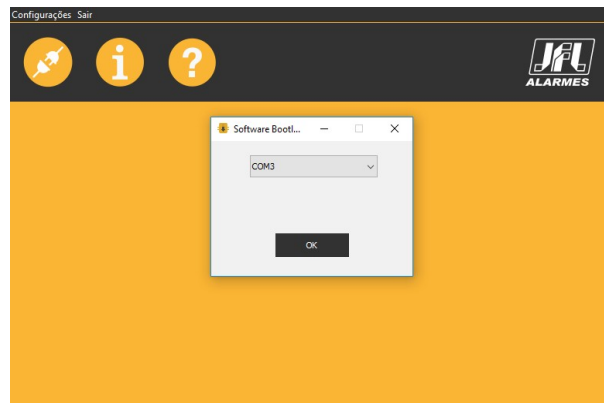 Configurações Sair
JFL
ALARMES
Software Bootl...
COM3
OK